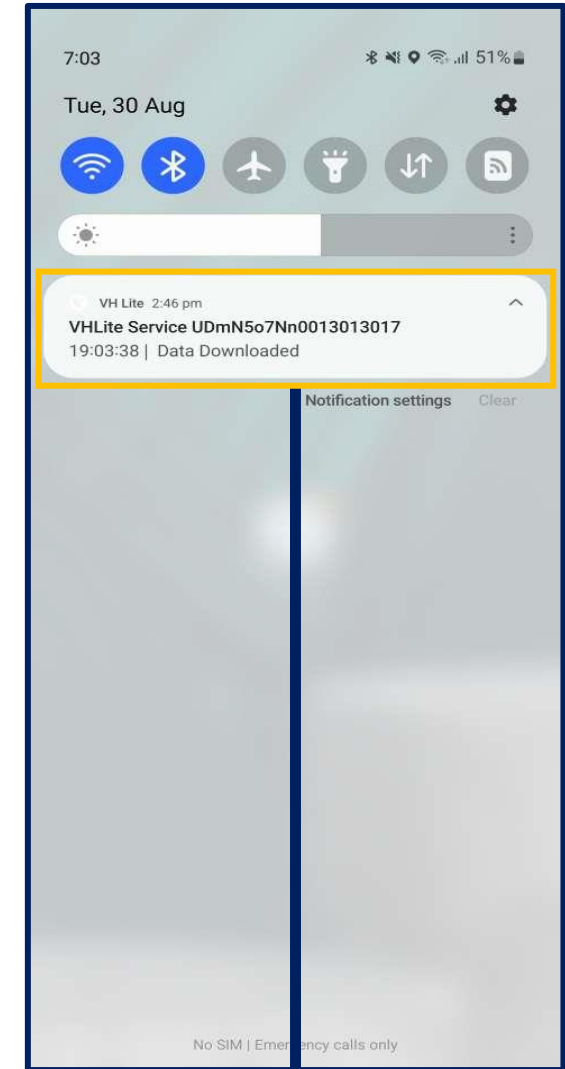 7:03 51%
Tue, 30 Aug
VH Lite 2:46 pm
VHLite Service UDmN5o7Nn0013013017
19:03:38 | Data Downloaded
Notification settings Clear
No SIM | Emergency calls only